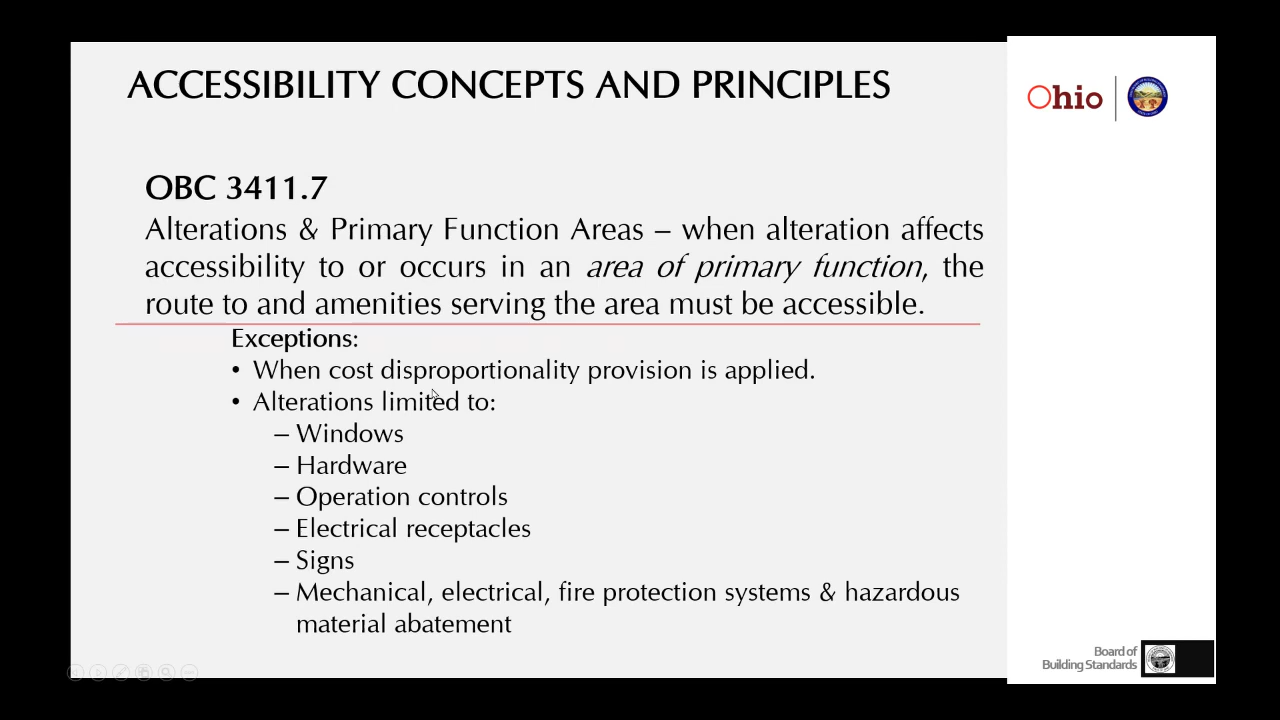 ACCESSIBILITY CONCEPTS AND PRINCIPLES
Ohio
OBC 3411.7
Alterations & Primary Function Areas – when alteration affects
accessibility to or occurs in an area of primary function, the
route to and amenities serving the area must be accessible.
Exceptions:
• When cost disproportionality provision is applied.
• Alterations limited to:
– Windows
– Hardware
– Operation controls
– Electrical receptacles
– Signs
– Mechanical, electrical, fire protection systems & hazardous
material abatement
Board of
Building Standards